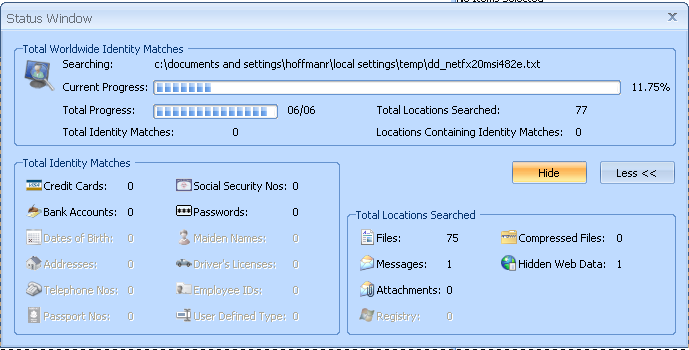 No Items Selected
Status Window
Total Worldwide Identity Matches
Searching: c:\documents and settings\hoffmanr\local settings\temp\dd_netfx20msi482e.txt
Current Progress: 11.75%
Total Progress: 06/06 Total Locations Searched: 77
Total Identity Matches: 0 Locations Containing Identity Matches: 0
Total Identity Matches
Credit Cards: 0 Social Security Nos: 0
Bank Accounts: 0 Passwords: 0
Dates of Birth: 0 Maiden Names: 0
Addresses: 0 Driver's Licenses: 0
Telephone Nos: 0 Employee IDs: 0
Passport Nos: 0 User Defined Type: 0
Hide Less <<
Total Locations Searched
Files: 75 Compressed Files: 0
Messages: 1 Hidden Web Data: 1
Attachments: 0
Registry: 0